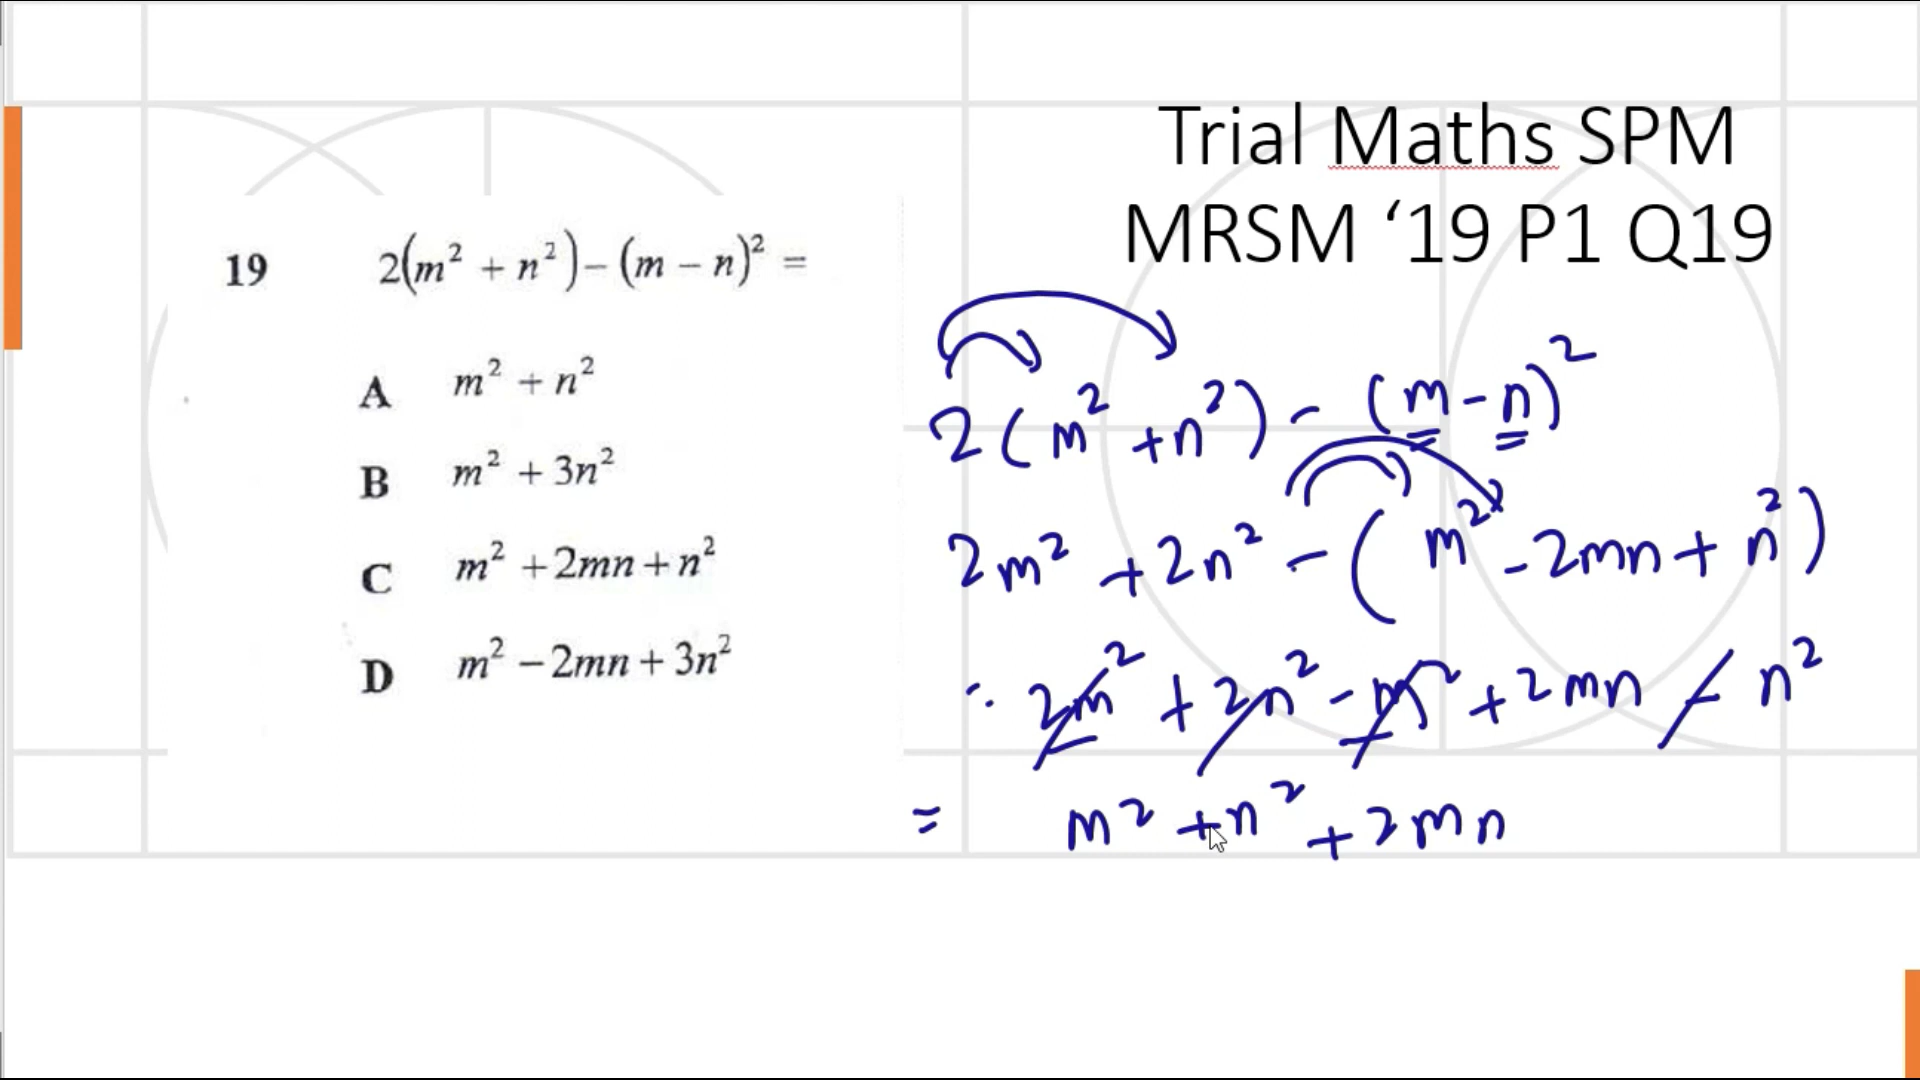 Trial Maths SPM
MRSM ‘19 P1 Q19
19 2(m² + n²) – (m – n)² =
A m² + n²
B m² + 3n²
C m² + 2mn + n²
D m² – 2mn + 3n²
2(m² + n²) – (m – n)²
2m² + 2n² – (m² – 2mn + n²)
: 2m² + 2n² – m² + 2mn – n²
= m² + n² + 2mn